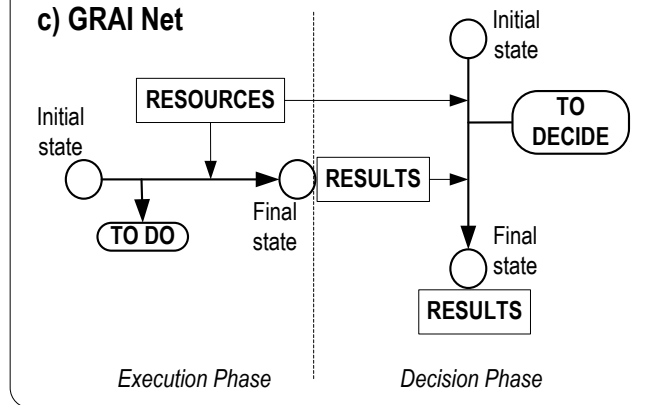 c) GRAI Net
Initial
state
RESOURCES
TO
DECIDE
Initial
state
RESULTS
Final
state
TO DO
Final
state
RESULTS
Execution Phase
Decision Phase